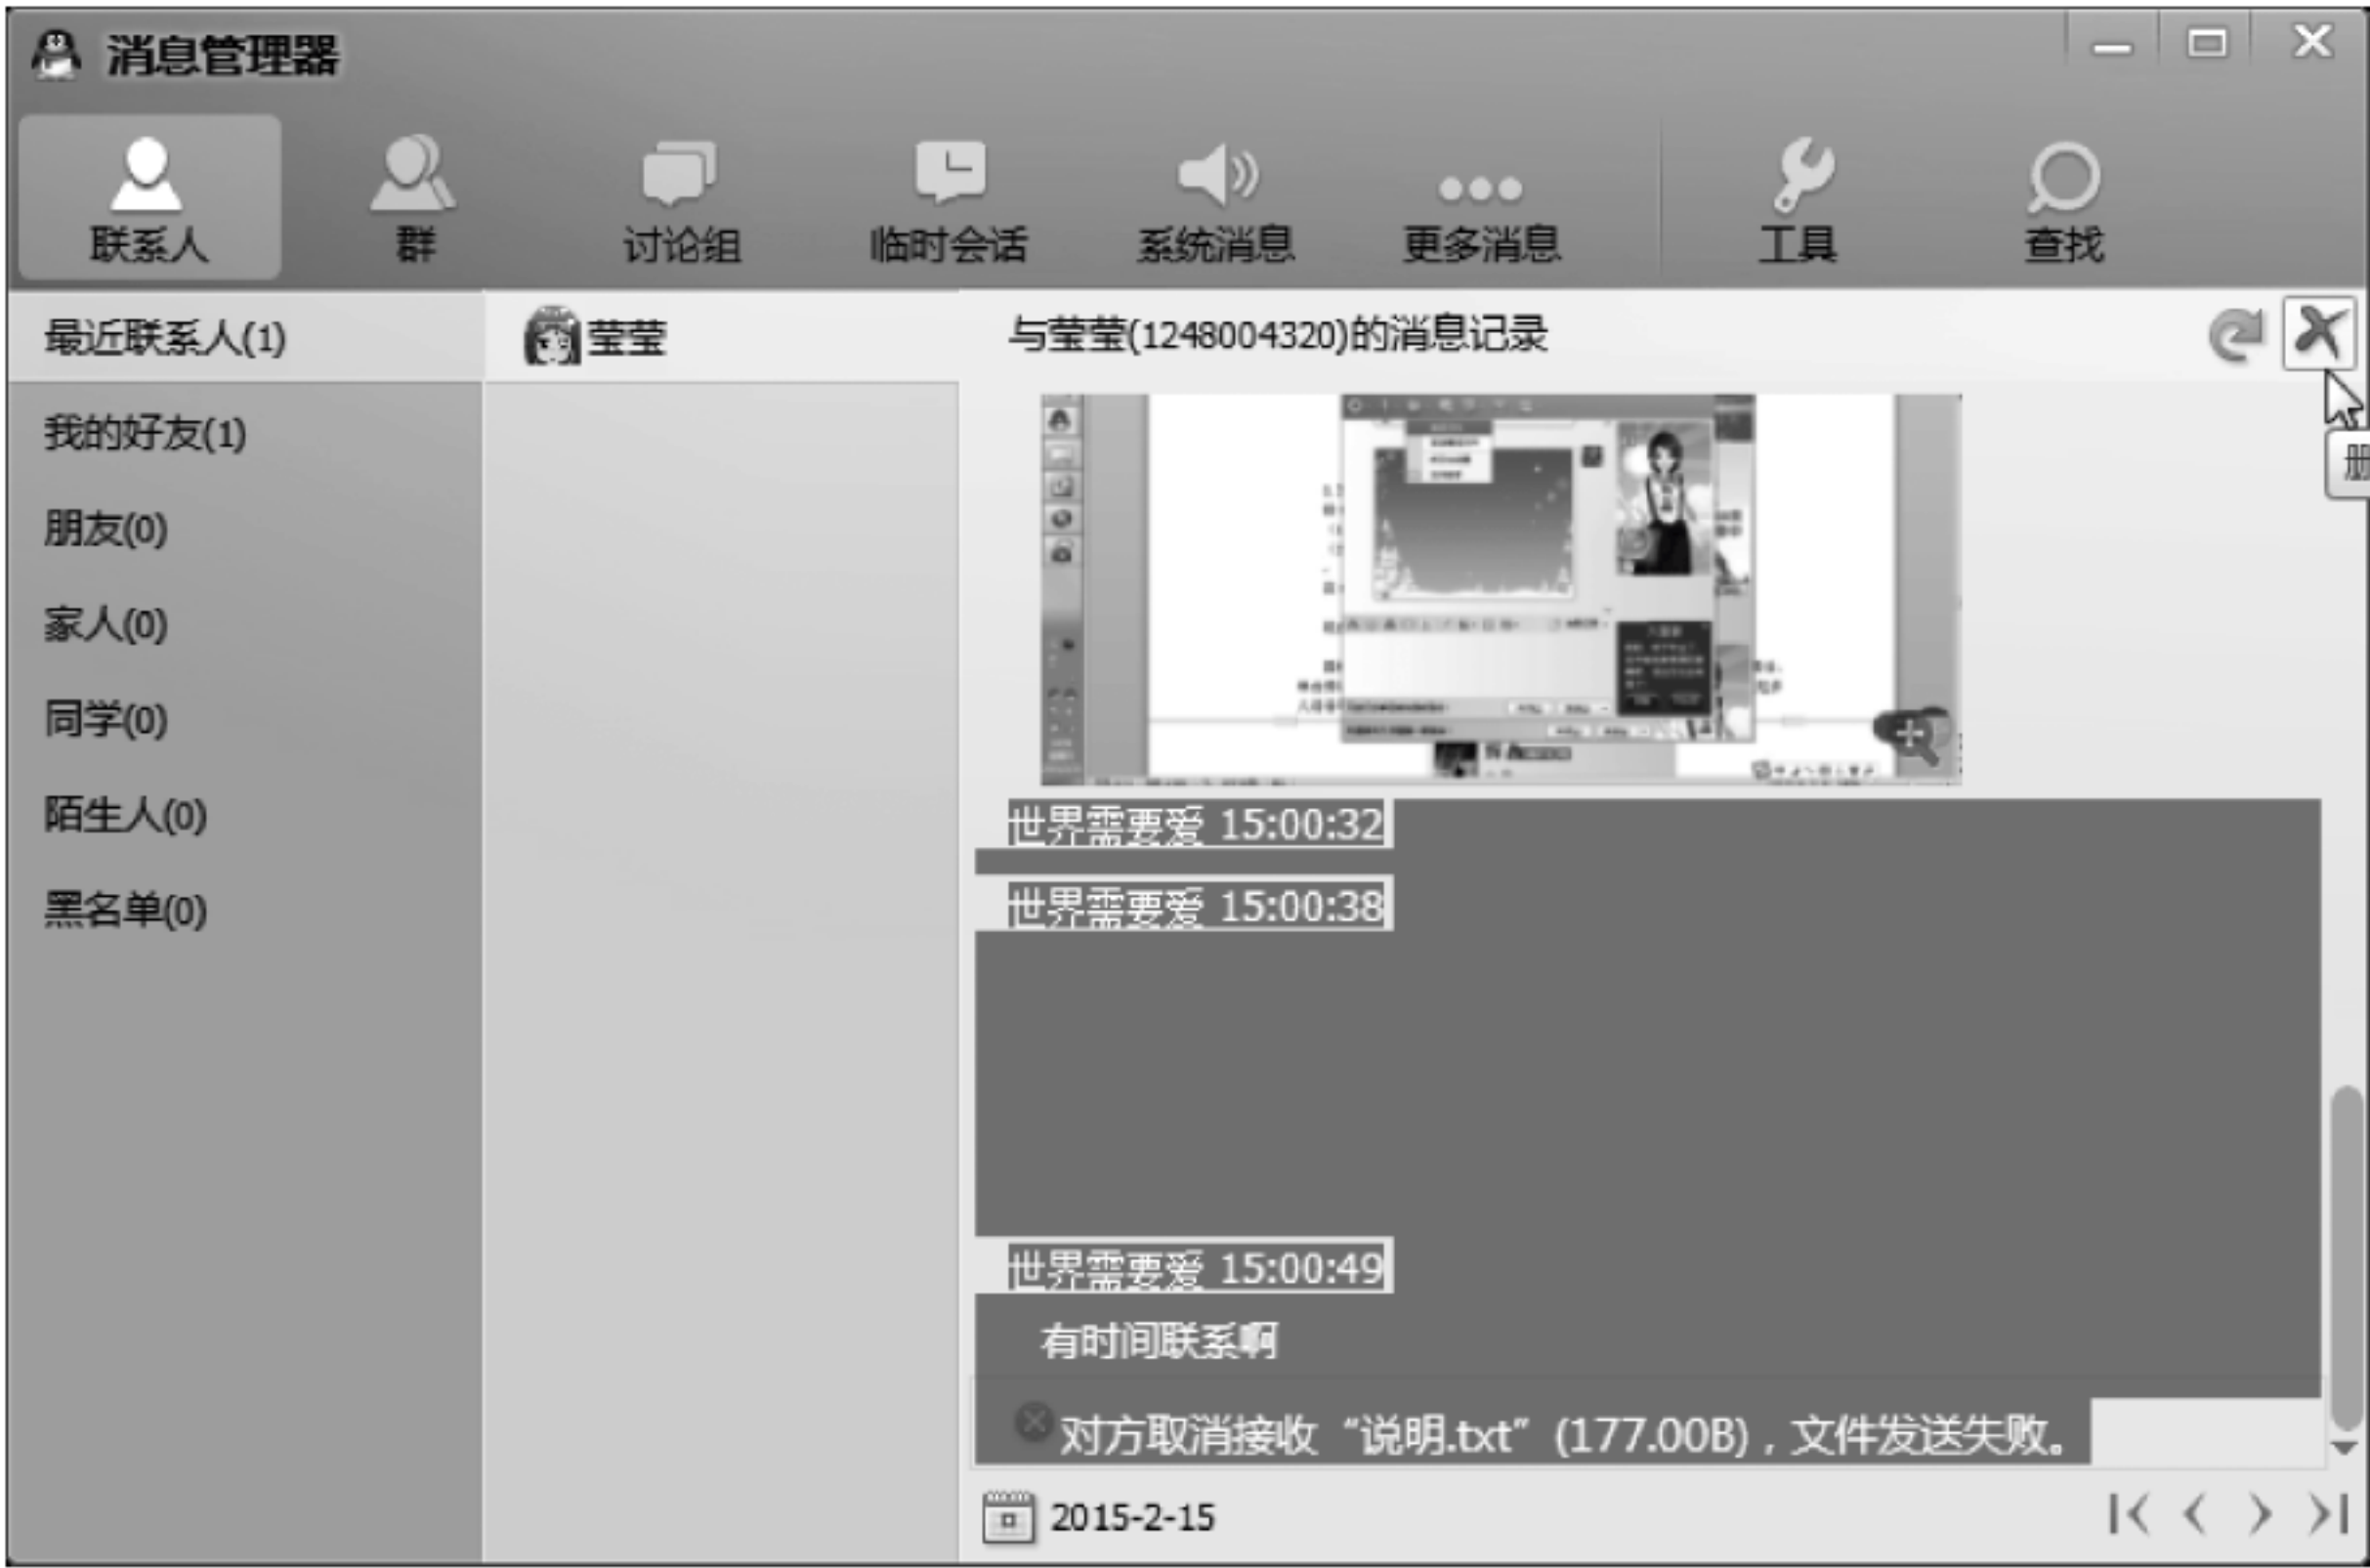 消息管理器
联系人 群 讨论组 临时会话 系统消息 更多消息 工具 查找
最近联系人(1)
我的好友(1)
朋友(0)
家人(0)
同学(0)
陌生人(0)
黑名单(0)
莹莹
与莹莹(1248004320)的消息记录
世界需要爱 15:00:32
世界需要爱 15:00:38
世界需要爱 15:00:49
有时间联系啊
对方取消接收“说明.txt”(177.00B)，文件发送失败。
2015-2-15